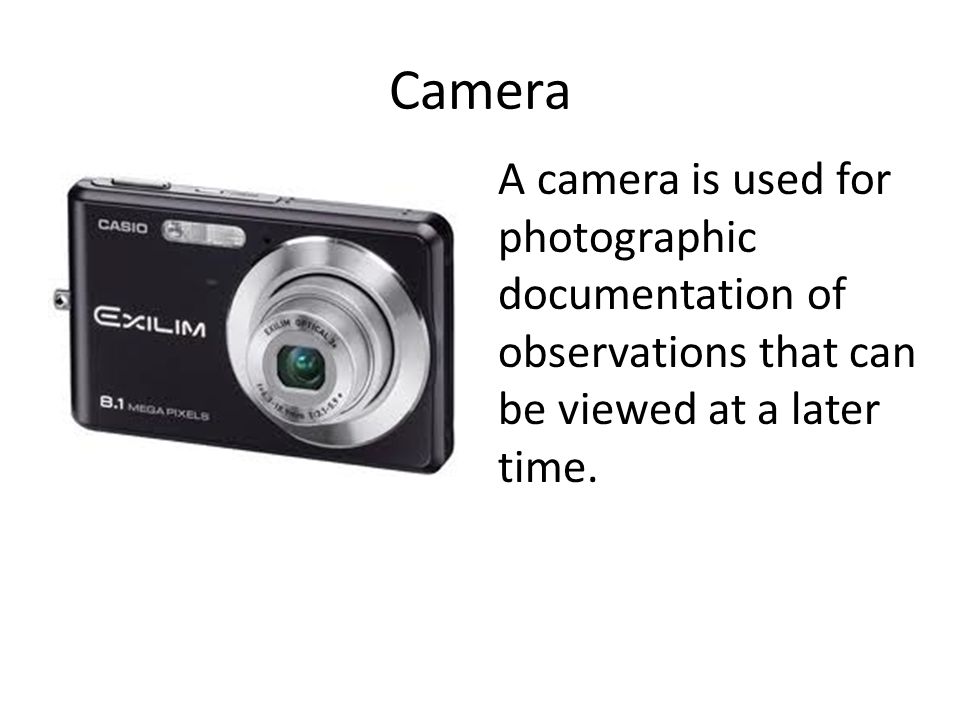 Camera
A camera is used for
photographic
documentation of
observations that can
be viewed at a later
time.
CASIO
EXILIM
8.1 MEGA PIXELS
EXILIM OPTICAL 3x